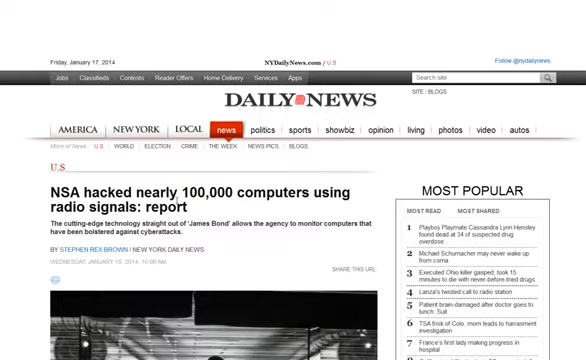 Friday, January 17, 2014
NYDailyNews.com / U.S
Follow @nydailynews
Jobs Classifieds Contests Reader Offers Home Delivery Services Apps
Search site
SITE | BLOGS
DAILY NEWS
AMERICA NEW YORK LOCAL news politics sports showbiz opinion living photos video autos
More of News U.S WORLD ELECTION CRIME THE WEEK NEWS PICS BLOGS
U.S
NSA hacked nearly 100,000 computers using
radio signals: report
The cutting-edge technology straight out of 'James Bond' allows the agency to monitor computers that
have been bolstered against cyberattacks.
BY STEPHEN REX BROWN / NEW YORK DAILY NEWS
WEDNESDAY, JANUARY 15, 2014, 10:09 AM
SHARE THIS URL
MOST POPULAR
MOST READ MOST SHARED
1 Playboy Playmate Cassandra Lynn Hensley
found dead at 34 of suspected drug
overdose
2 Michael Schumacher may never wake up
from coma
3 Executed Ohio killer gasped, took 15
minutes to die with never-before-tried drugs
4 Lanza's twisted call to radio station
5 Patient brain-damaged after doctor goes to
lunch: Suit
6 TSA frisk of Colo. mom leads to harassment
investigation
7 France's first lady making progress in
hospital